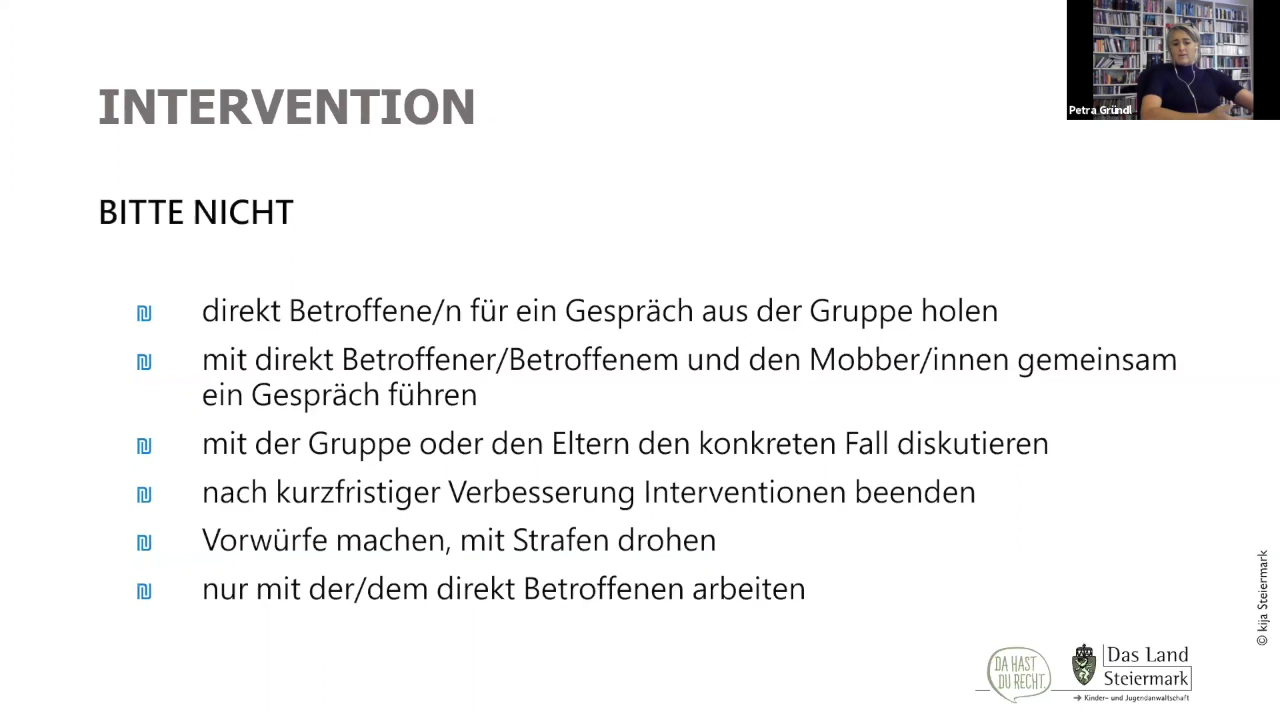 INTERVENTION
Petra Gründl
BITTE NICHT
direkt Betroffene/n für ein Gespräch aus der Gruppe holen
mit direkt Betroffener/Betroffenem und den Mobber/innen gemeinsam
ein Gespräch führen
mit der Gruppe oder den Eltern den konkreten Fall diskutieren
nach kurzfristiger Verbesserung Interventionen beenden
Vorwürfe machen, mit Strafen drohen
nur mit der/dem direkt Betroffenen arbeiten
© kija Steiermark
DA HAST
DU RECHT.
Das Land
Steiermark
→ Kinder- und Jugendanwaltschaft